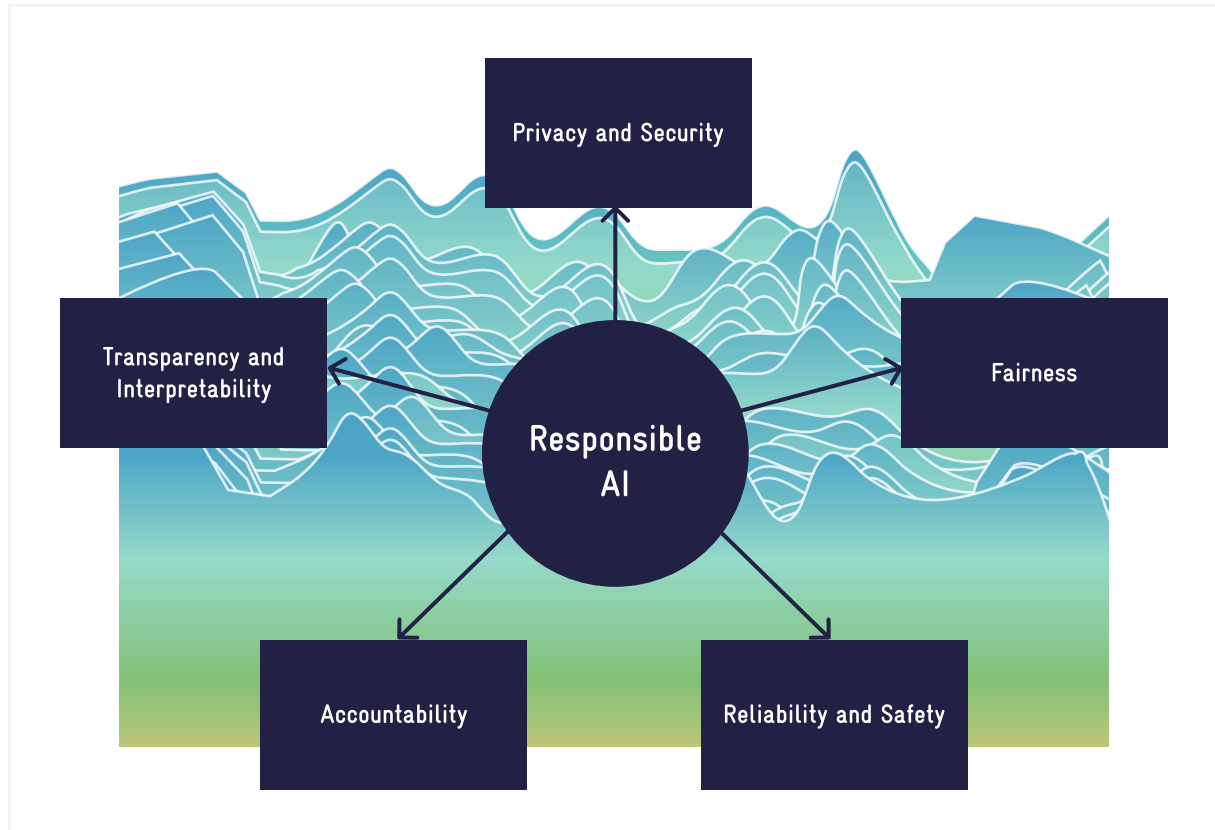 Privacy and Security
Transparency and
Interpretability
Fairness
Responsible
AI
Accountability
Reliability and Safety